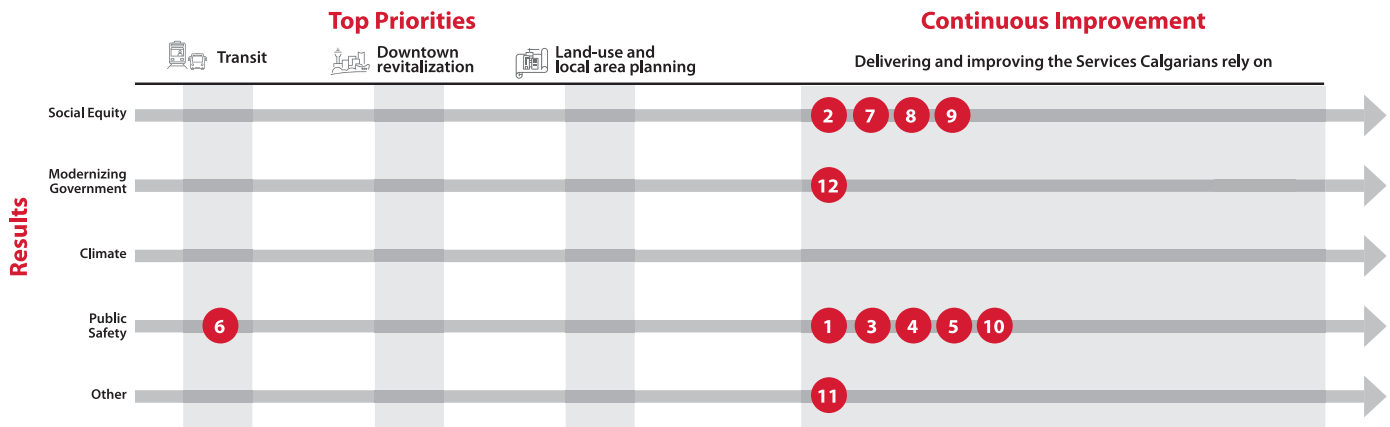 Top Priorities
Continuous Improvement
Transit
Downtown
revitalization
Land-use and
local area planning
Delivering and improving the Services Calgarians rely on
Results
Social Equity
2 7 8 9
Modernizing
Government
12
Climate
Public
Safety
6 1 3 4 5 10
Other
11